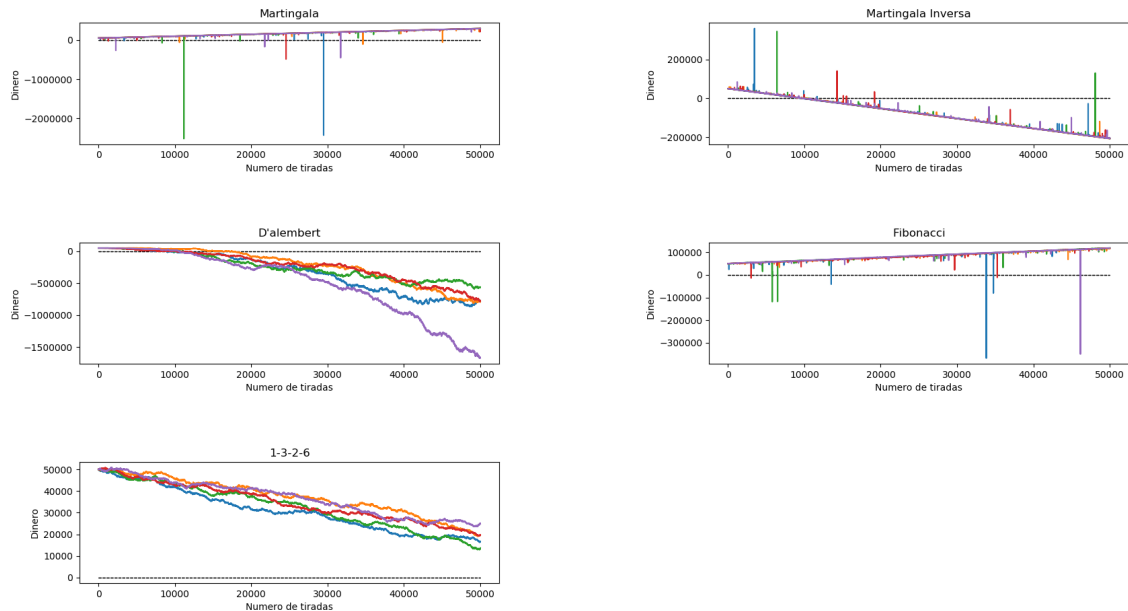 Martingala
0
−1000000
−2000000
Dinero
0 10000 20000 30000 40000 50000
Numero de tiradas
Martingala Inversa
200000
0
−200000
Dinero
0 10000 20000 30000 40000 50000
Numero de tiradas
D'alembert
0
−500000
−1000000
−1500000
Dinero
0 10000 20000 30000 40000 50000
Numero de tiradas
Fibonacci
100000
0
−100000
−200000
−300000
Dinero
0 10000 20000 30000 40000 50000
Numero de tiradas
1-3-2-6
50000
40000
30000
20000
10000
0
Dinero
0 10000 20000 30000 40000 50000
Numero de tiradas